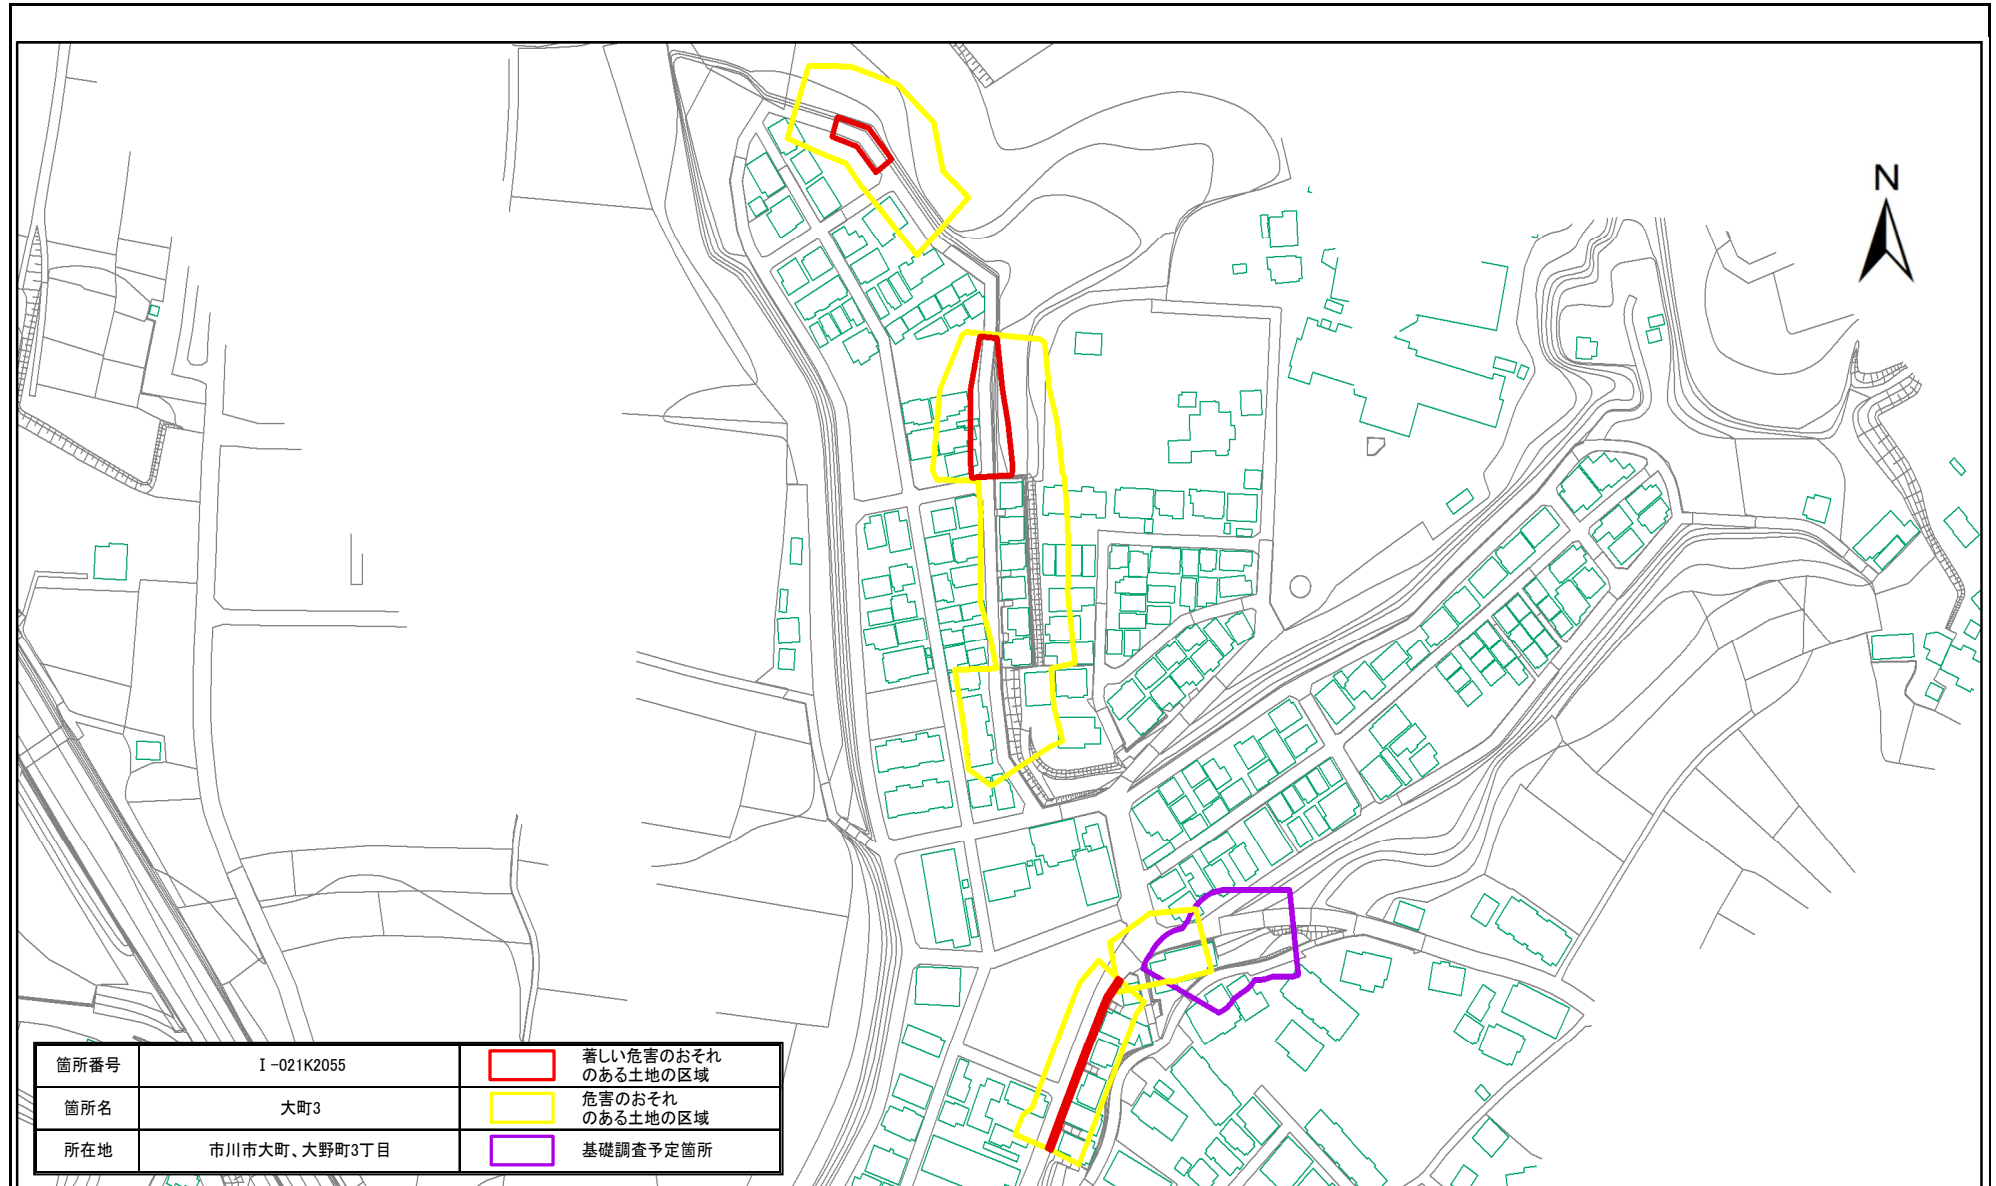 N
箇所番号
Ⅰ-021K2055
著しい危害のおそれ
のある土地の区域
箇所名
大町3
危害のおそれ
のある土地の区域
所在地
市川市大町、大野町3丁目
基礎調査予定箇所